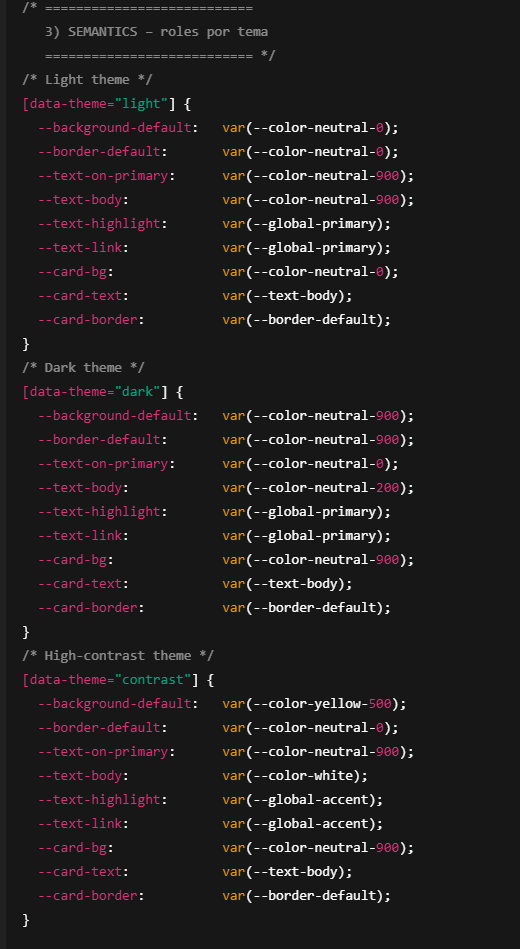 /* ===========================
   3) SEMANTICS – roles por tema
   =========================== */
/* Light theme */
[data-theme="light"] {
  --background-default:   var(--color-neutral-0);
  --border-default:       var(--color-neutral-0);
  --text-on-primary:      var(--color-neutral-900);
  --text-body:            var(--color-neutral-900);
  --text-highlight:       var(--global-primary);
  --text-link:            var(--global-primary);
  --card-bg:              var(--color-neutral-0);
  --card-text:            var(--text-body);
  --card-border:          var(--border-default);
}
/* Dark theme */
[data-theme="dark"] {
  --background-default:   var(--color-neutral-900);
  --border-default:       var(--color-neutral-900);
  --text-on-primary:      var(--color-neutral-0);
  --text-body:            var(--color-neutral-200);
  --text-highlight:       var(--global-primary);
  --text-link:            var(--global-primary);
  --card-bg:              var(--color-neutral-900);
  --card-text:            var(--text-body);
  --card-border:          var(--border-default);
}
/* High-contrast theme */
[data-theme="contrast"] {
  --background-default:   var(--color-yellow-500);
  --border-default:       var(--color-neutral-0);
  --text-on-primary:      var(--color-neutral-900);
  --text-body:            var(--color-white);
  --text-highlight:       var(--global-accent);
  --text-link:            var(--global-accent);
  --card-bg:              var(--color-neutral-900);
  --card-text:            var(--text-body);
  --card-border:          var(--border-default);
}